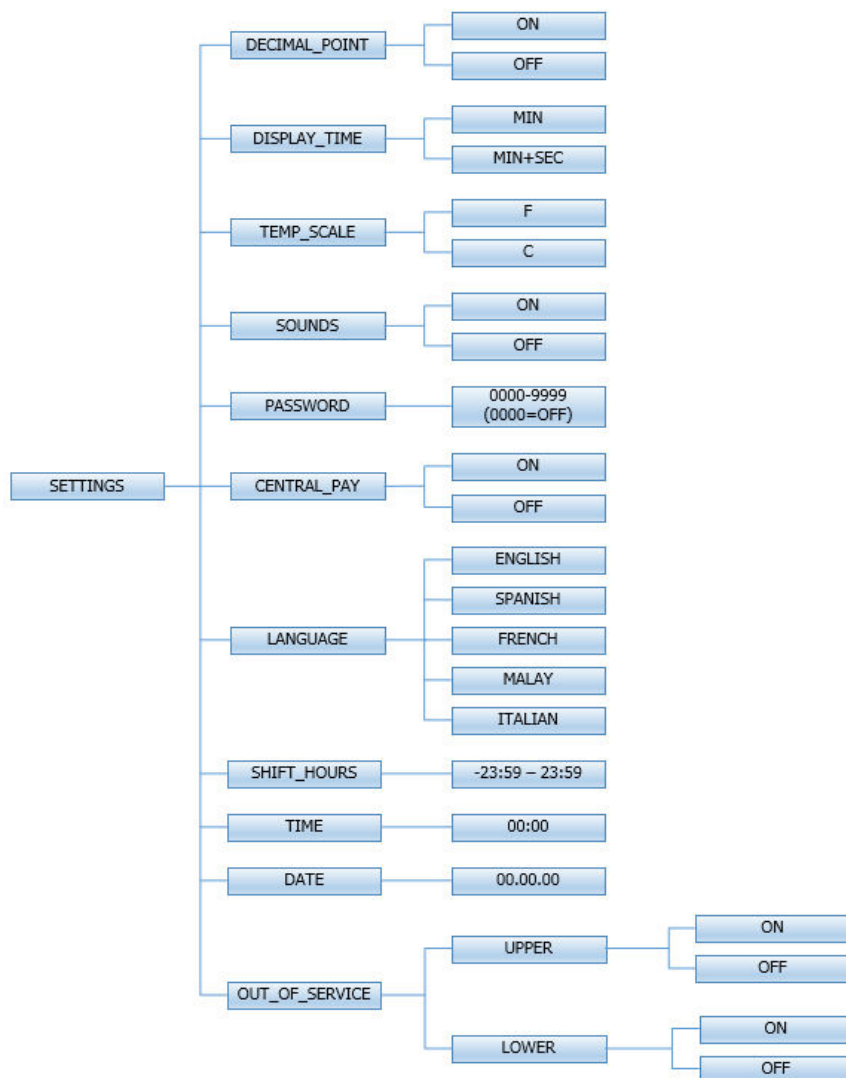 SETTINGS
DECIMAL_POINT
ON
OFF
DISPLAY_TIME
MIN
MIN+SEC
TEMP_SCALE
F
C
SOUNDS
ON
OFF
PASSWORD
0000-9999
(0000=OFF)
CENTRAL_PAY
ON
OFF
LANGUAGE
ENGLISH
SPANISH
FRENCH
MALAY
ITALIAN
SHIFT_HOURS
-23:59 – 23:59
TIME
00:00
DATE
00.00.00
OUT_OF_SERVICE
UPPER
ON
OFF
LOWER
ON
OFF